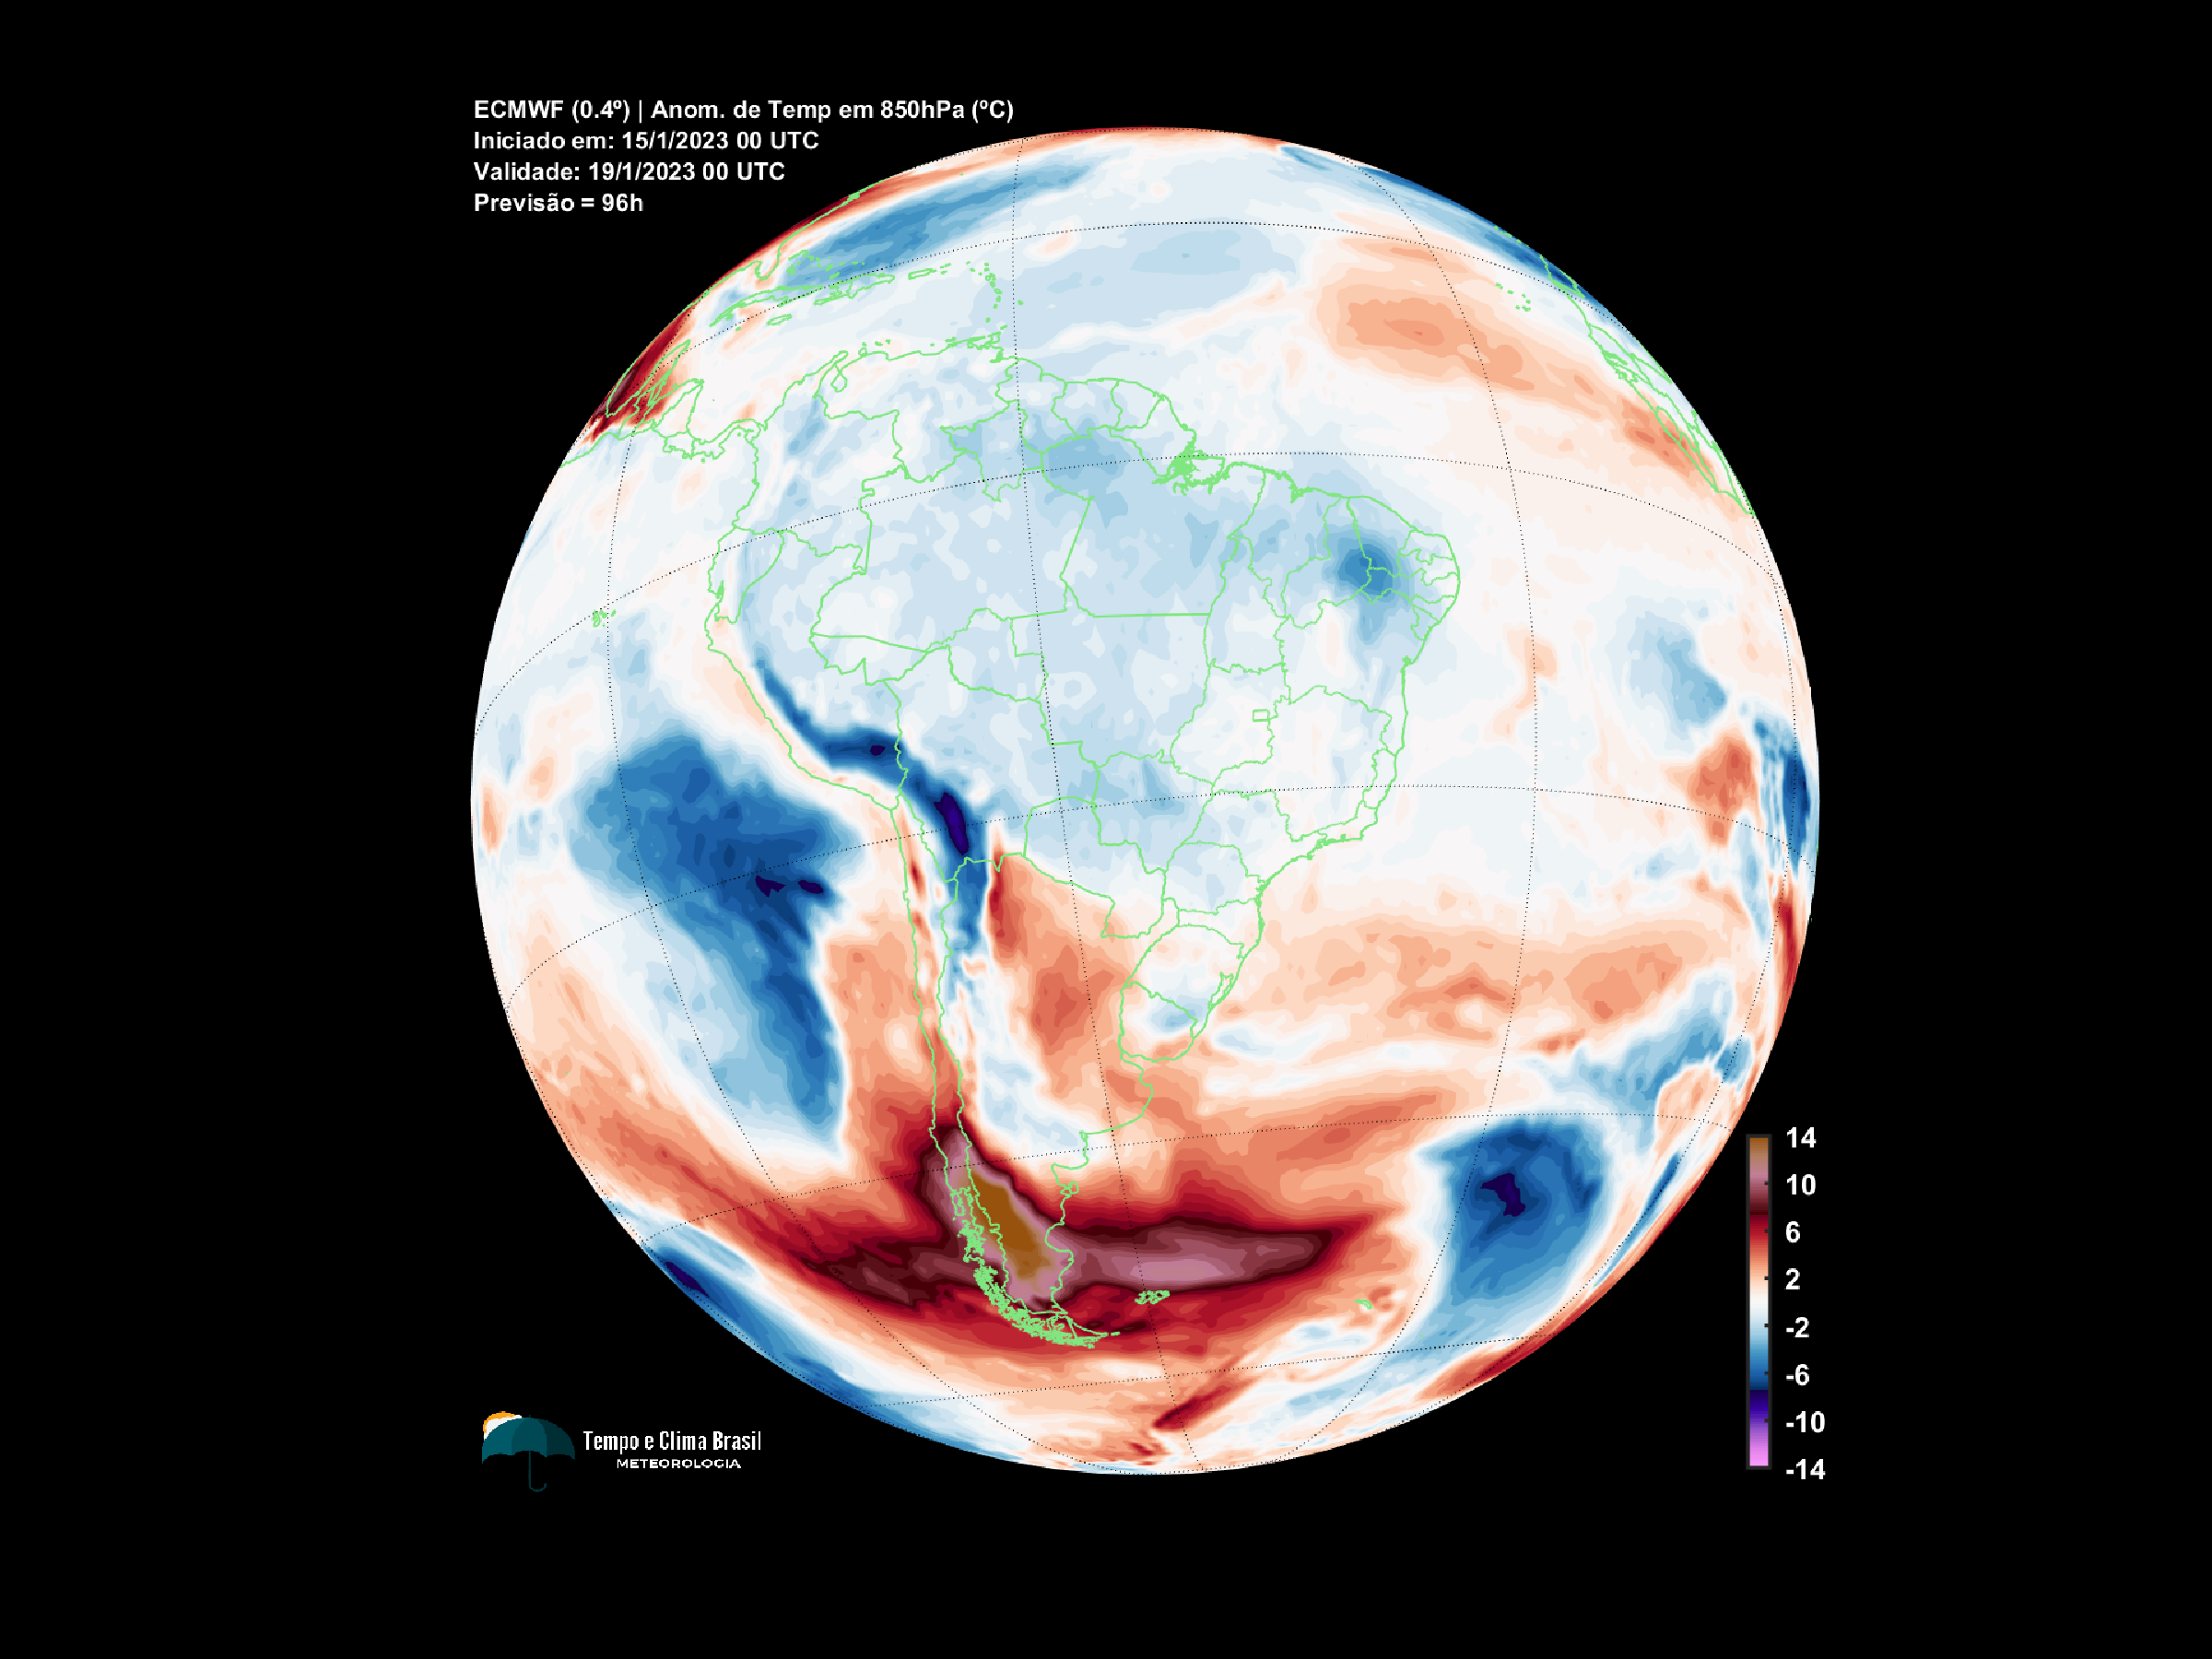 ECMWF (0.4º) | Anom. de Temp em 850hPa (ºC)
Iniciado em: 15/1/2023 00 UTC
Validade: 19/1/2023 00 UTC
Previsão = 96h
14
10
6
2
-2
-6
-10
-14
Tempo e Clima Brasil
METEOROLOGIA